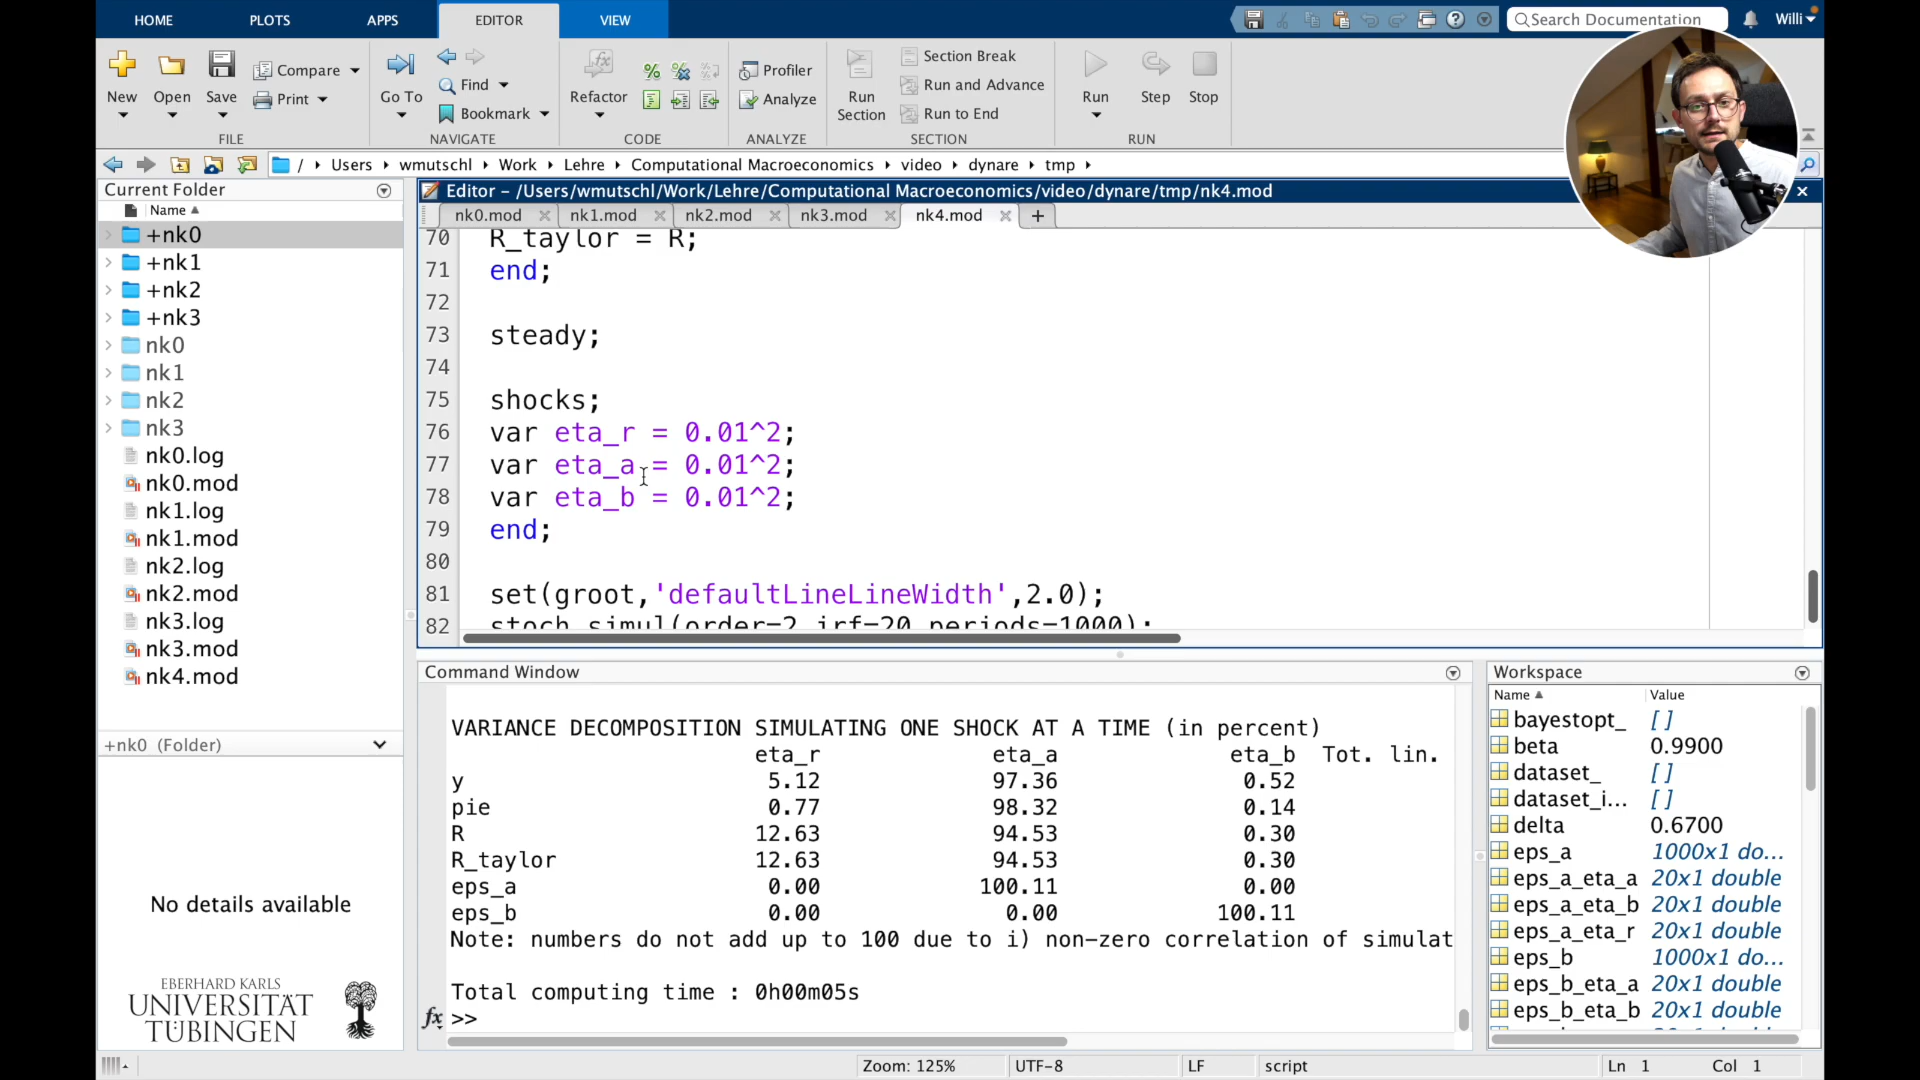 HOME PLOTS APPS EDITOR VIEW
Search Documentation
Willi
New
Open
Save
Compare
Print
FILE
Go To
Find
Bookmark
NAVIGATE
Refactor
CODE
Profiler
Analyze
ANALYZE
Run
Section
Section Break
Run and Advance
Run to End
SECTION
Run
Step
Stop
RUN
/ Users wmutschl Work Lehre Computational Macroeconomics video dynare tmp
Current Folder
Name
+nk0
+nk1
+nk2
+nk3
nk0
nk1
nk2
nk3
nk0.log
nk0.mod
nk1.log
nk1.mod
nk2.log
nk2.mod
nk3.log
nk3.mod
nk4.mod
+nk0 (Folder)
No details available
EBERHARD KARLS
UNIVERSITÄT
TÜBINGEN
Editor – /Users/wmutschl/Work/Lehre/Computational Macroeconomics/video/dynare/tmp/nk4.mod
nk0.mod nk1.mod nk2.mod nk3.mod nk4.mod
70 R_taylor = R;
71 end;
72
73 steady;
74
75 shocks;
76 var eta_r = 0.01^2;
77 var eta_a = 0.01^2;
78 var eta_b = 0.01^2;
79 end;
80
81 set(groot,'defaultLineLineWidth',2.0);
82 stoch_simul(order=2,irf=20,periods=1000);
Command Window
VARIANCE DECOMPOSITION SIMULATING ONE SHOCK AT A TIME (in percent)
eta_r eta_a eta_b Tot. lin.
y 5.12 97.36 0.52
pie 0.77 98.32 0.14
R 12.63 94.53 0.30
R_taylor 12.63 94.53 0.30
eps_a 0.00 100.11 0.00
eps_b 0.00 0.00 100.11
Note: numbers do not add up to 100 due to i) non-zero correlation of simulat
Total computing time : 0h00m05s
fx >>
Workspace
Name Value
bayestopt_ [ ]
beta 0.9900
dataset_ [ ]
dataset_i... [ ]
delta 0.6700
eps_a 1000x1 do...
eps_a_eta_a 20x1 double
eps_a_eta_b 20x1 double
eps_a_eta_r 20x1 double
eps_b 1000x1 do...
eps_b_eta_a 20x1 double
eps_b_eta_b 20x1 double
Zoom: 125% UTF-8 LF script Ln 1 Col 1